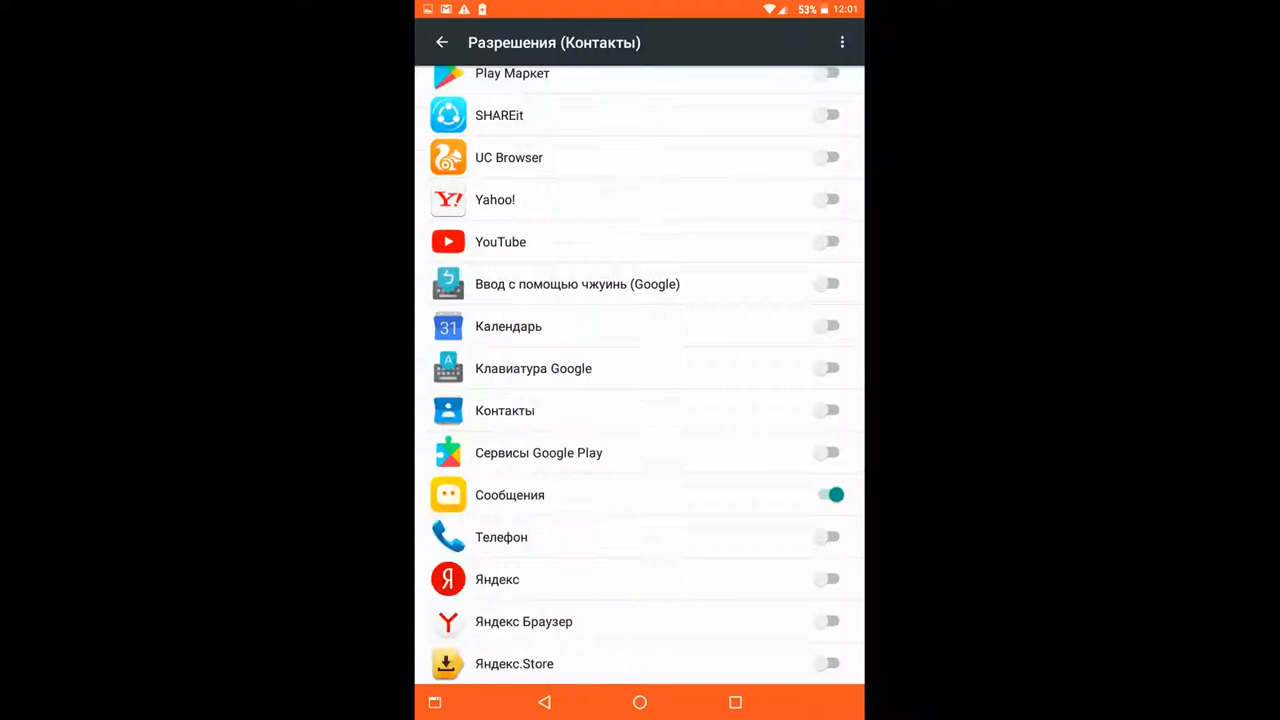 53% 12:01
Разрешения (Контакты)
Play Маркет
SHAREit
UC Browser
Y! Yahoo!
YouTube
Ввод с помощью чжуинь (Google)
31 Календарь
A Клавиатура Google
Контакты
Сервисы Google Play
Сообщения
Телефон
Я Яндекс
Y Яндекс Браузер
Яндекс.Store